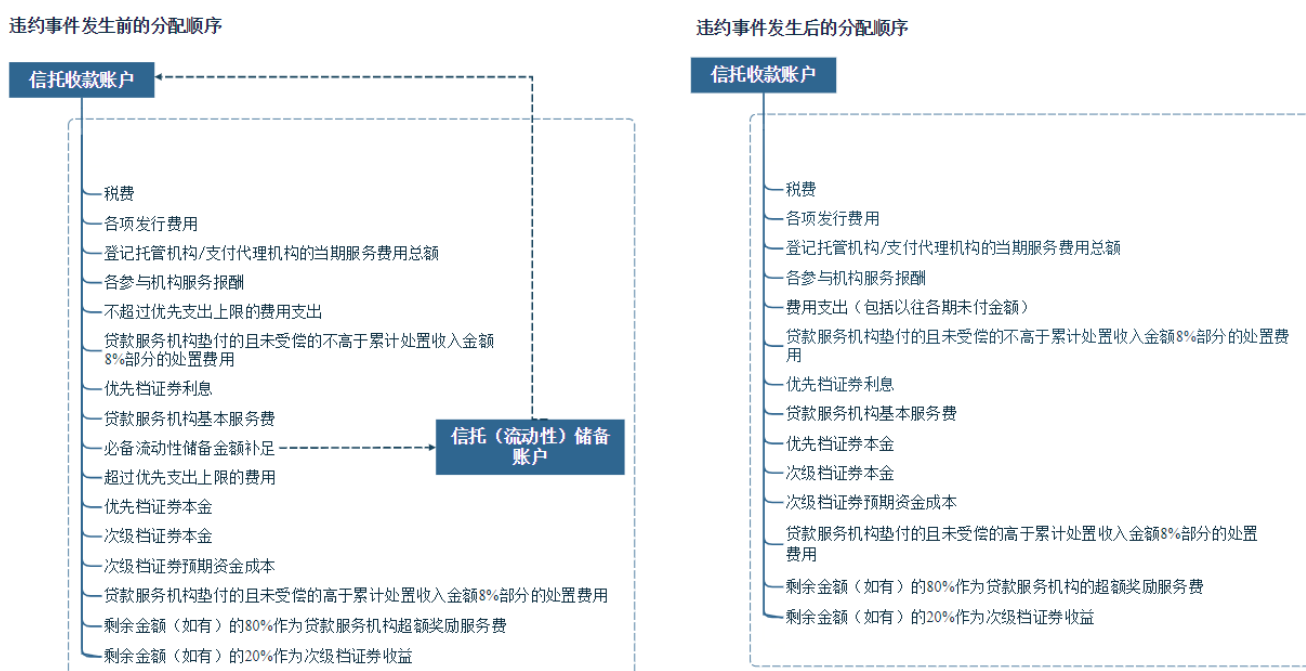 违约事件发生前的分配顺序
信托收款账户
税费
各项发行费用
登记托管机构/支付代理机构的当期服务费用总额
各参与机构服务报酬
不超过优先支出上限的费用支出
贷款服务机构垫付的且未受偿的不高于累计处置收入金额
8%部分的处置费用
优先档证券利息
贷款服务机构基本服务费
必备流动性储备金额补足
信托（流动性）储备
账户
超过优先支出上限的费用
优先档证券本金
次级档证券本金
次级档证券预期资金成本
贷款服务机构垫付的且未受偿的高于累计处置收入金额8%部分的处置费用
剩余金额（如有）的80%作为贷款服务机构超额奖励服务费
剩余金额（如有）的20%作为次级档证券收益
违约事件发生后的分配顺序
信托收款账户
税费
各项发行费用
登记托管机构/支付代理机构的当期服务费用总额
各参与机构服务报酬
费用支出（包括以往各期未付金额）
贷款服务机构垫付的且未受偿的不高于累计处置收入金额8%部分的处置费
用
优先档证券利息
贷款服务机构基本服务费
优先档证券本金
次级档证券本金
次级档证券预期资金成本
贷款服务机构垫付的且未受偿的高于累计处置收入金额8%部分的处置
费用
剩余金额（如有）的80%作为贷款服务机构的超额奖励服务费
剩余金额（如有）的20%作为次级档证券收益